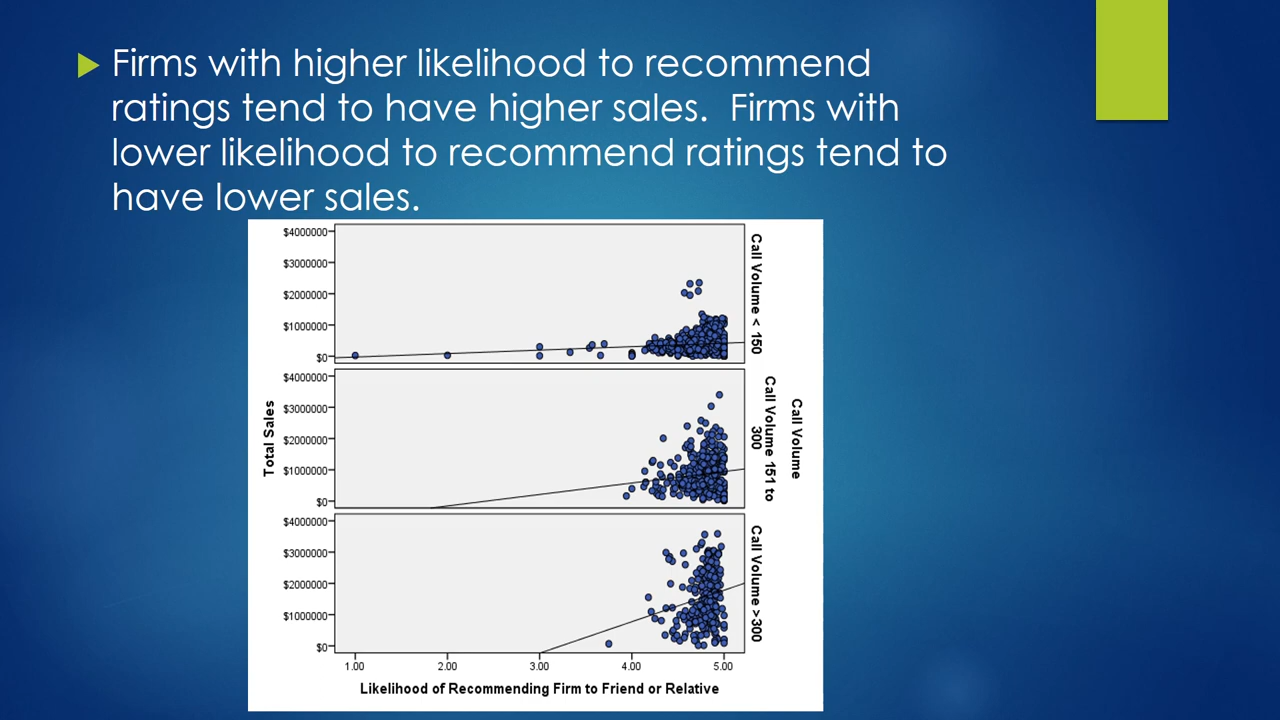 Firms with higher likelihood to recommend
ratings tend to have higher sales.  Firms with
lower likelihood to recommend ratings tend to
have lower sales.
$4000000
$3000000
$2000000
$1000000
$0
Call Volume < 150
$4000000
$3000000
$2000000
$1000000
$0
Call Volume 151 to
300
$4000000
$3000000
$2000000
$1000000
$0
Call Volume >300
Total Sales
Call Volume
1.00 2.00 3.00 4.00 5.00
Likelihood of Recommending Firm to Friend or Relative